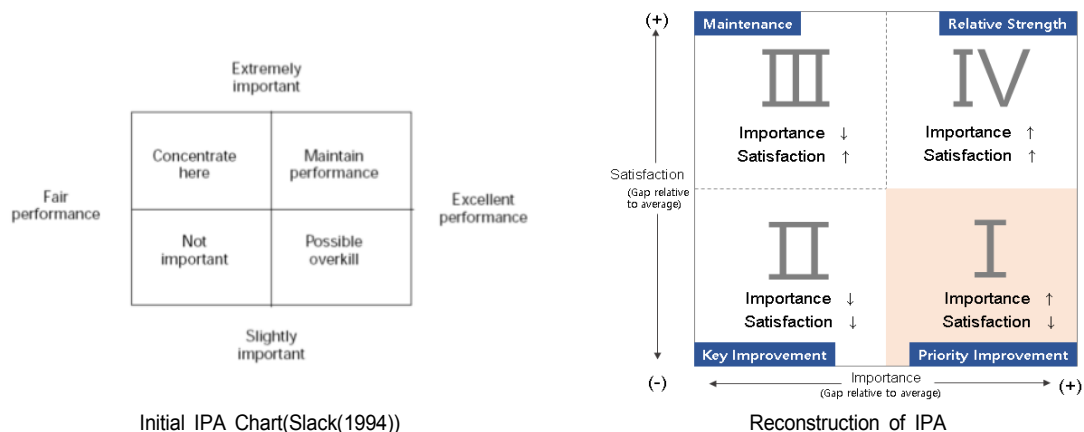 Extremely
important
Concentrate
here
Maintain
performance
Fair
performance
Excellent
performance
Not
important
Possible
overkill
Slightly
important
Initial IPA Chart(Slack(1994))
(+)
Maintenance
Relative Strength
III
IV
Importance ↓
Satisfaction ↑
Importance ↑
Satisfaction ↑
Satisfaction
(Gap relative
to average)
II
I
Importance ↓
Satisfaction ↓
Importance ↑
Satisfaction ↓
Key Improvement
Priority Improvement
(-)
Importance
(+)
(Gap relative to average)
Reconstruction of IPA